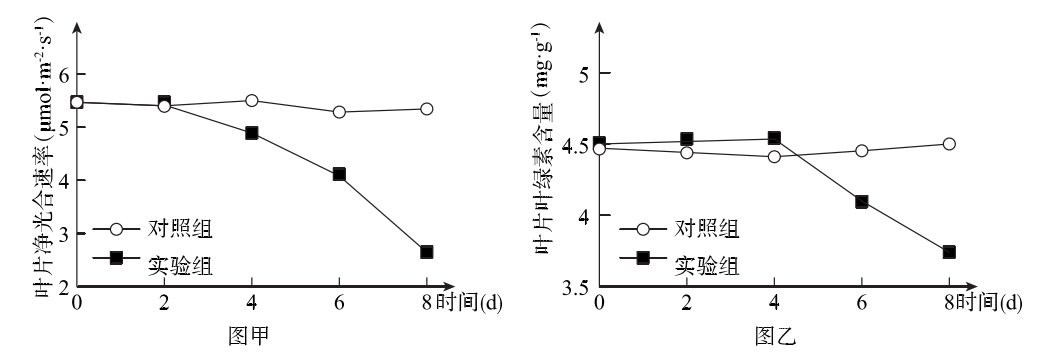 叶片净光合速率(μmol·m⁻²·s⁻¹)
6
5
4
3
2
对照组
实验组
0 2 4 6 8 时间(d)
图甲
叶片叶绿素含量(mg·g⁻¹)
5
4.5
4
3.5
对照组
实验组
0 2 4 6 8 时间(d)
图乙